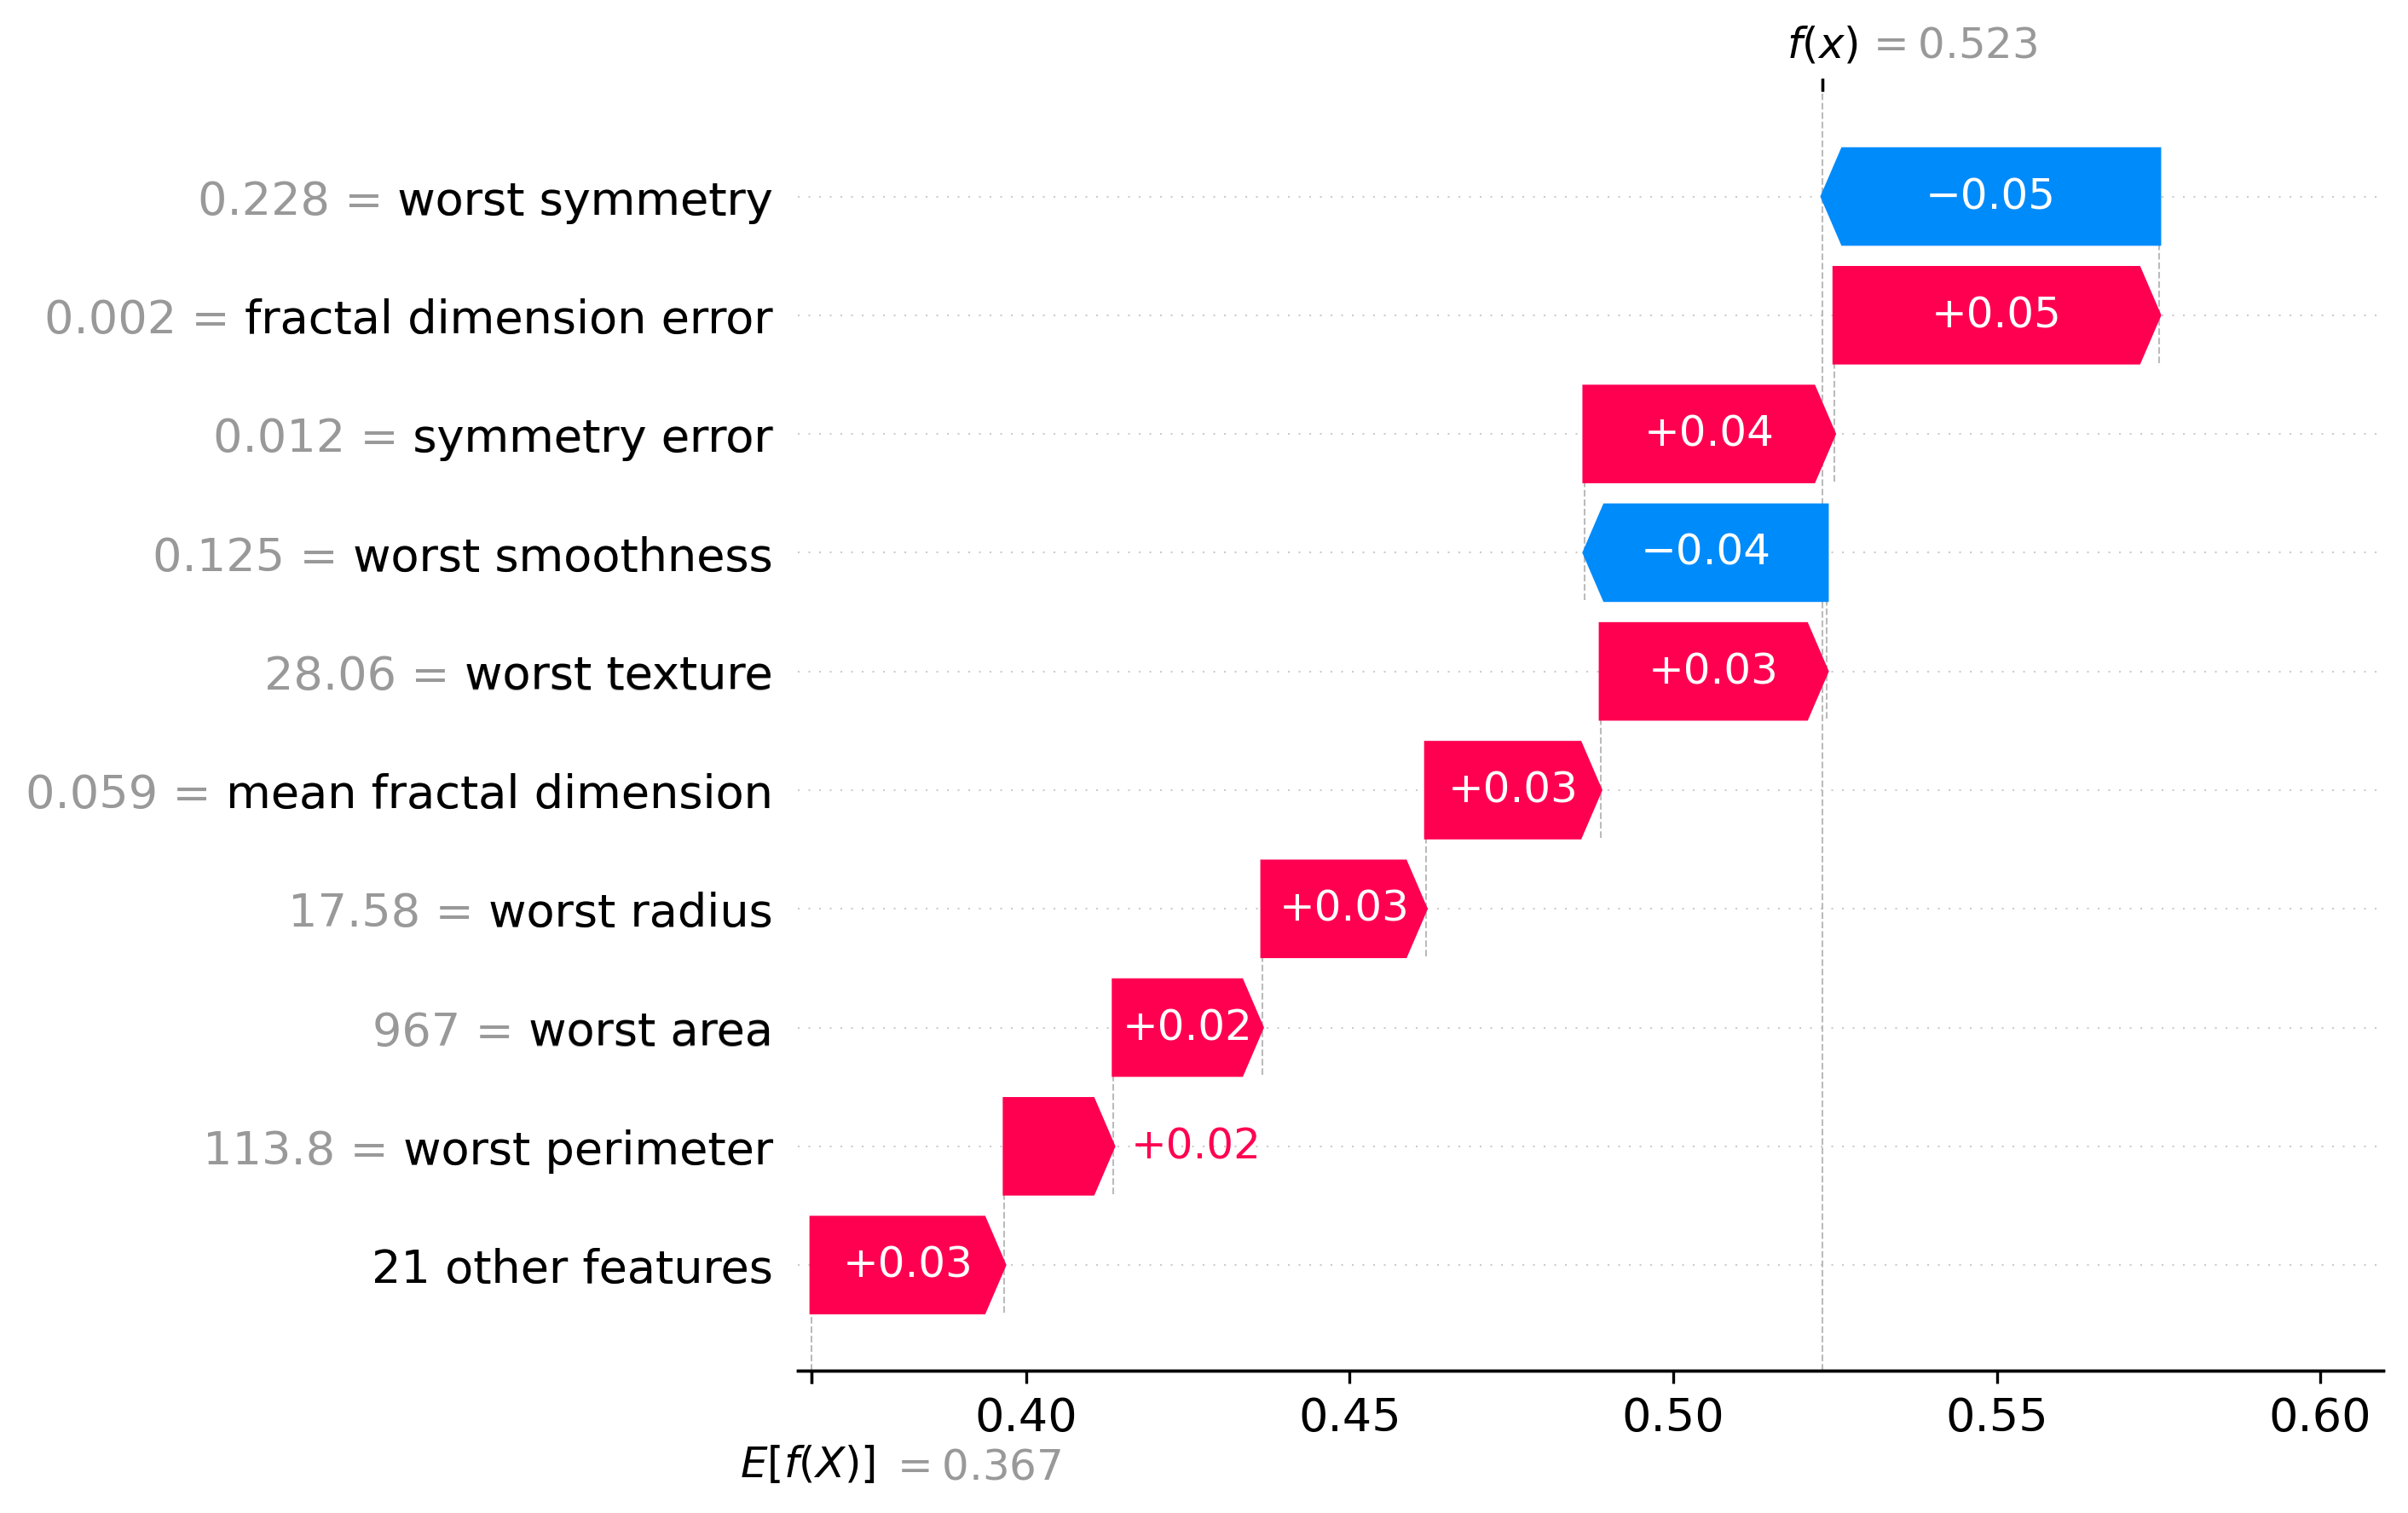 f(x) = 0.523
0.228 = worst symmetry −0.05
0.002 = fractal dimension error +0.05
0.012 = symmetry error +0.04
0.125 = worst smoothness −0.04
28.06 = worst texture +0.03
0.059 = mean fractal dimension +0.03
17.58 = worst radius +0.03
967 = worst area +0.02
113.8 = worst perimeter +0.02
21 other features +0.03
0.40 0.45 0.50 0.55 0.60
E[f(X)] = 0.367